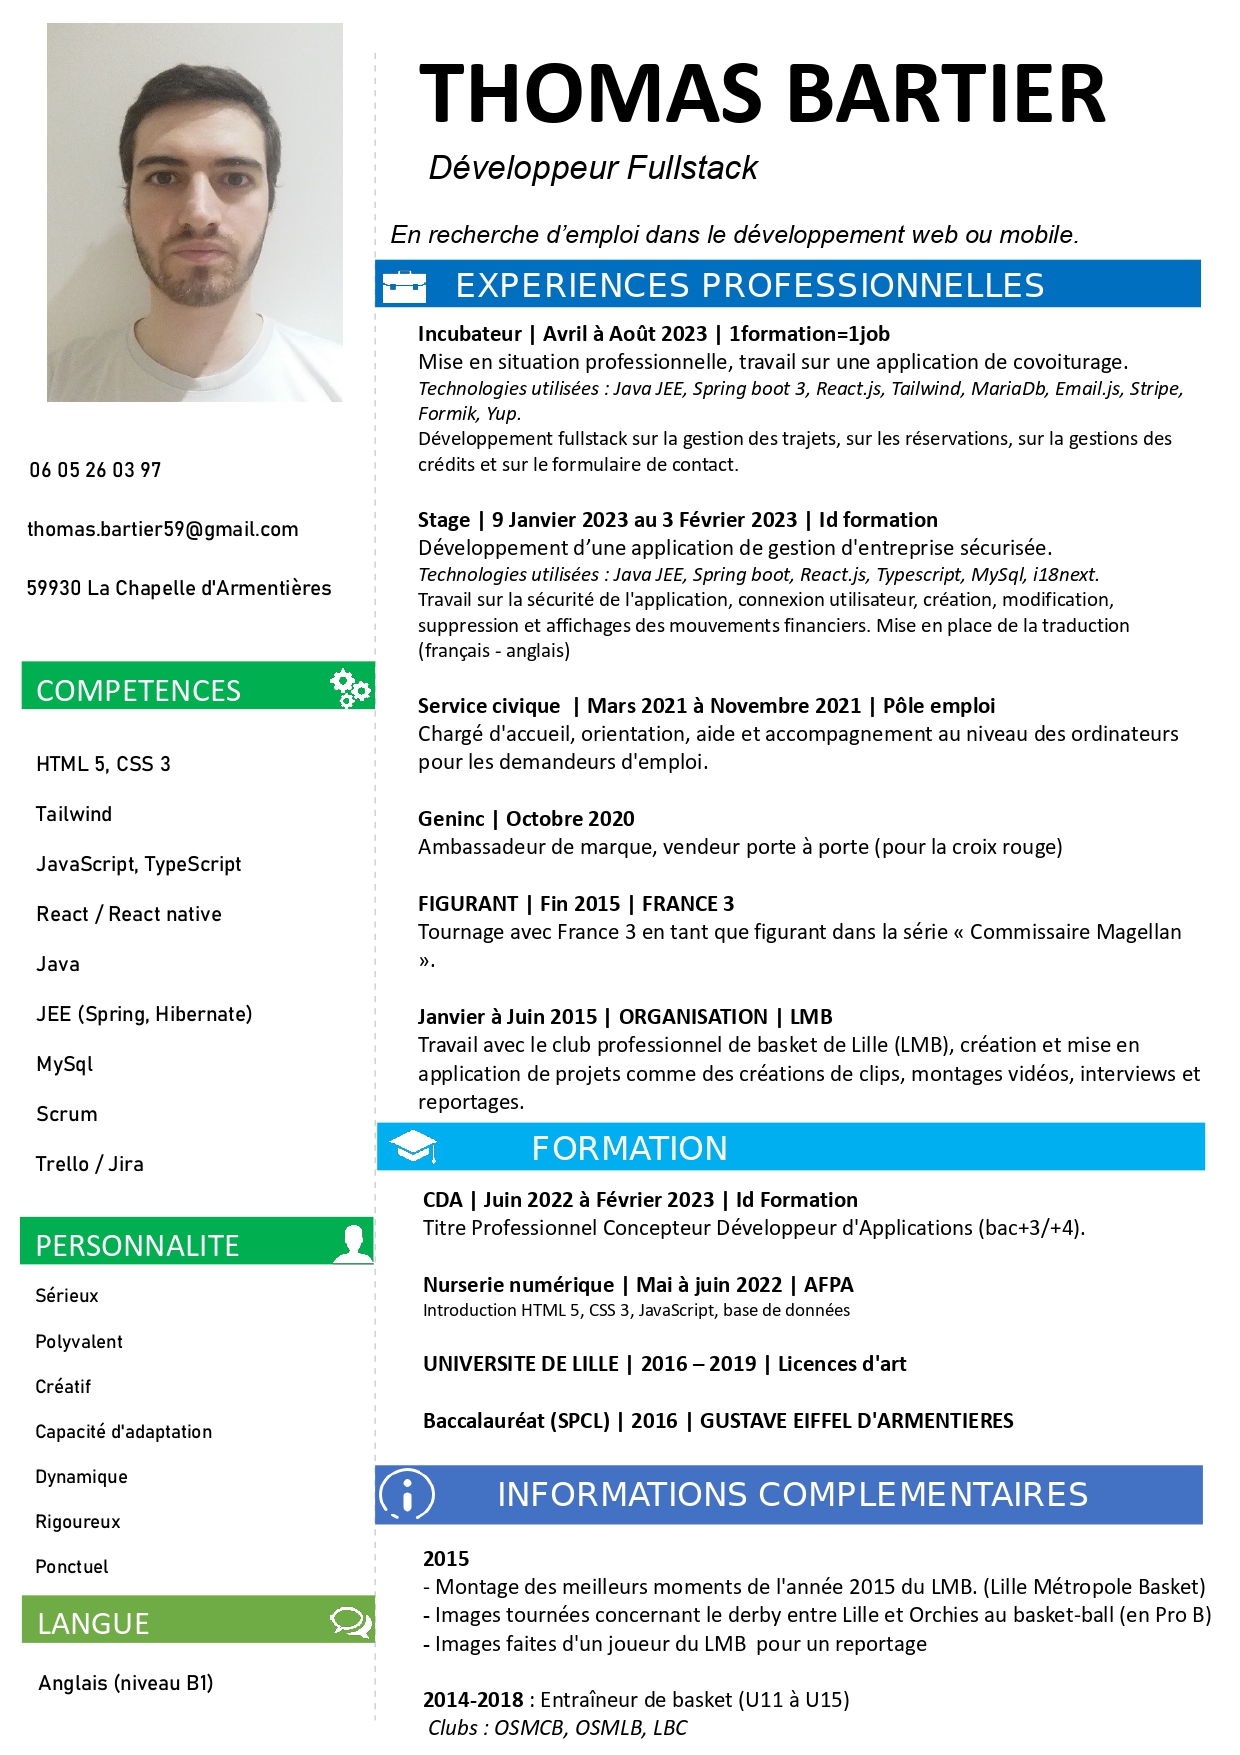 THOMAS BARTIER
Développeur Fullstack
En recherche d’emploi dans le développement web ou mobile.
06 05 26 03 97
thomas.bartier59@gmail.com
59930 La Chapelle d'Armentières
COMPETENCES
HTML 5, CSS 3
Tailwind
JavaScript, TypeScript
React / React native
Java
JEE (Spring, Hibernate)
MySql
Scrum
Trello / Jira
PERSONNALITE
Sérieux
Polyvalent
Créatif
Capacité d'adaptation
Dynamique
Rigoureux
Ponctuel
LANGUE
Anglais (niveau B1)
EXPERIENCES PROFESSIONNELLES
Incubateur | Avril à Août 2023 | 1formation=1job
Mise en situation professionnelle, travail sur une application de covoiturage.
Technologies utilisées : Java JEE, Spring boot 3, React.js, Tailwind, MariaDb, Email.js, Stripe,
Formik, Yup.
Développement fullstack sur la gestion des trajets, sur les réservations, sur la gestions des
crédits et sur le formulaire de contact.
Stage | 9 Janvier 2023 au 3 Février 2023 | Id formation
Développement d’une application de gestion d'entreprise sécurisée.
Technologies utilisées : Java JEE, Spring boot, React.js, Typescript, MySql, i18next.
Travail sur la sécurité de l'application, connexion utilisateur, création, modification,
suppression et affichages des mouvements financiers. Mise en place de la traduction
(français - anglais)
Service civique | Mars 2021 à Novembre 2021 | Pôle emploi
Chargé d'accueil, orientation, aide et accompagnement au niveau des ordinateurs
pour les demandeurs d'emploi.
Geninc | Octobre 2020
Ambassadeur de marque, vendeur porte à porte (pour la croix rouge)
FIGURANT | Fin 2015 | FRANCE 3
Tournage avec France 3 en tant que figurant dans la série « Commissaire Magellan
».
Janvier à Juin 2015 | ORGANISATION | LMB
Travail avec le club professionnel de basket de Lille (LMB), création et mise en
application de projets comme des créations de clips, montages vidéos, interviews et
reportages.
FORMATION
CDA | Juin 2022 à Février 2023 | Id Formation
Titre Professionnel Concepteur Développeur d'Applications (bac+3/+4).
Nurserie numérique | Mai à juin 2022 | AFPA
Introduction HTML 5, CSS 3, JavaScript, base de données
UNIVERSITE DE LILLE | 2016 – 2019 | Licences d'art
Baccalauréat (SPCL) | 2016 | GUSTAVE EIFFEL D'ARMENTIERES
INFORMATIONS COMPLEMENTAIRES
2015
- Montage des meilleurs moments de l'année 2015 du LMB. (Lille Métropole Basket)
- Images tournées concernant le derby entre Lille et Orchies au basket-ball (en Pro B)
- Images faites d'un joueur du LMB pour un reportage
2014-2018 : Entraîneur de basket (U11 à U15)
Clubs : OSMCB, OSMLB, LBC